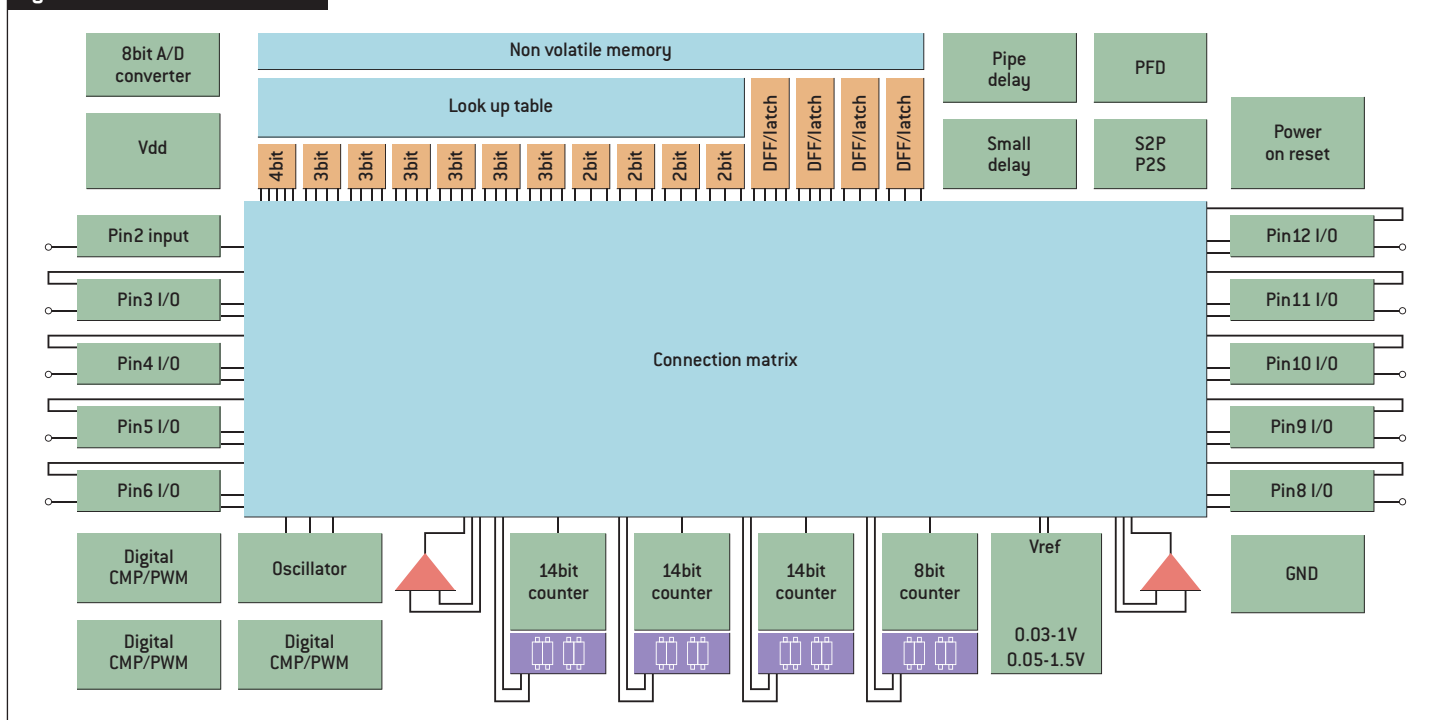 8bit A/D
converter
Non volatile memory
Pipe
delay
PFD
Look up table
DFF/latch
DFF/latch
DFF/latch
DFF/latch
Vdd
Small
delay
S2P
P2S
Power
on reset
4bit
3bit
3bit
3bit
3bit
3bit
3bit
2bit
2bit
2bit
2bit
Pin2 input
Pin12 I/O
Pin3 I/O
Pin11 I/O
Pin4 I/O
Connection matrix
Pin10 I/O
Pin5 I/O
Pin9 I/O
Pin6 I/O
Pin8 I/O
Digital
CMP/PWM
Oscillator
14bit
counter
14bit
counter
14bit
counter
8bit
counter
Vref
0.03-1V
0.05-1.5V
GND
Digital
CMP/PWM
Digital
CMP/PWM